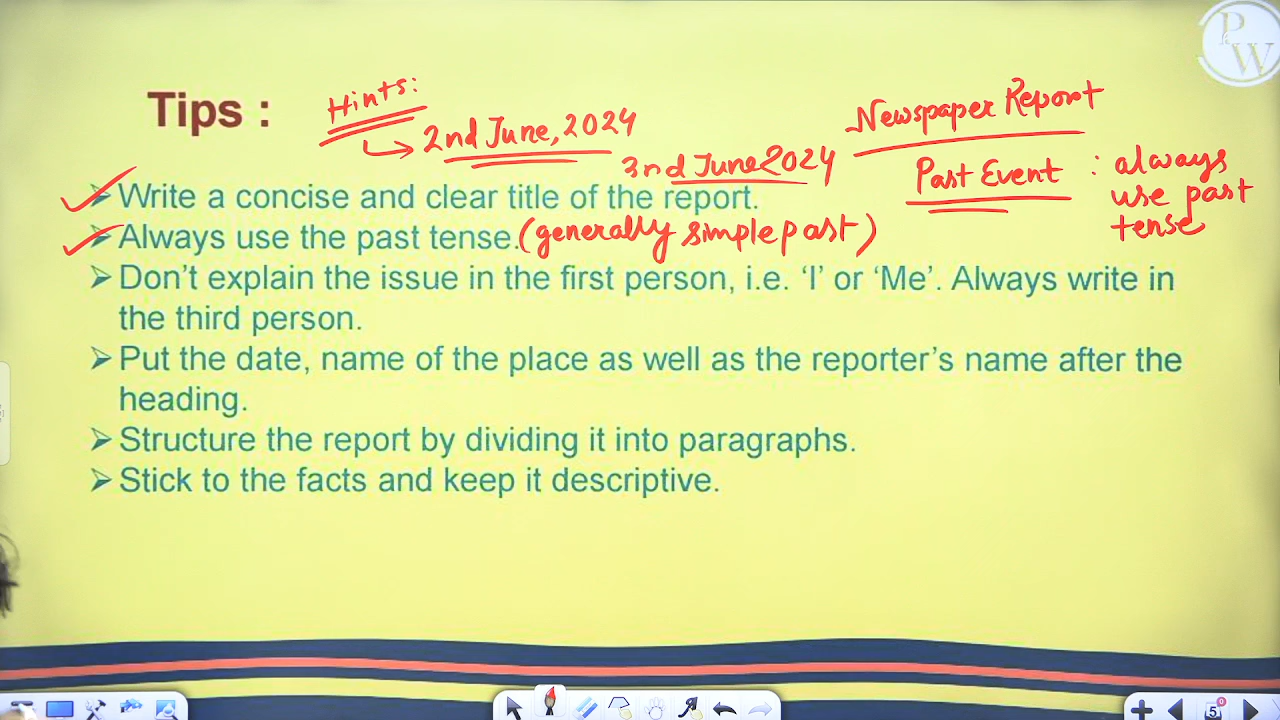 PW
Tips :
Hints:
2nd June, 2024
3nd June 2024
Newspaper Report
Past Event : always
use past
tense
➢ Write a concise and clear title of the report.
➢ Always use the past tense. (generally simple past)
➢ Don't explain the issue in the first person, i.e. 'I' or 'Me'. Always write in
the third person.
➢ Put the date, name of the place as well as the reporter's name after the
heading.
➢ Structure the report by dividing it into paragraphs.
➢ Stick to the facts and keep it descriptive.
5
0